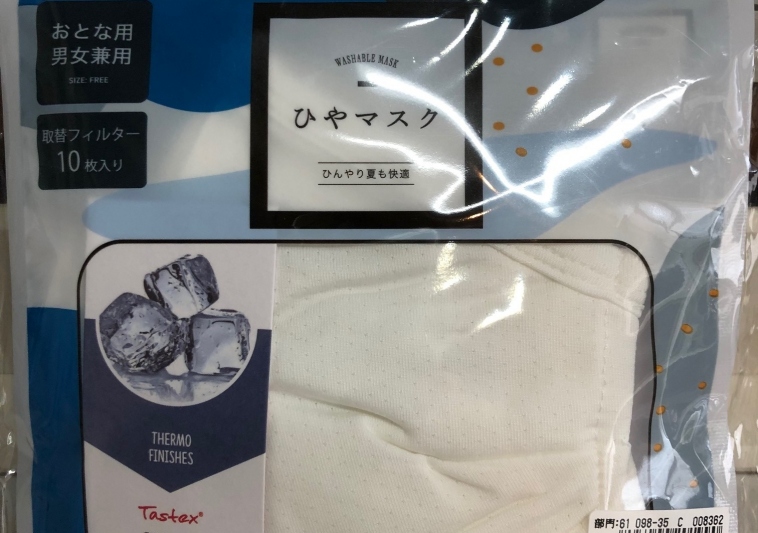 おとな用
男女兼用
SIZE: FREE
取替フィルター
10枚入り
WASHABLE MASK
ひやマスク
ひんやり夏も快適
THERMO
FINISHES
Tastex®
部門:61 098-35 C 008362